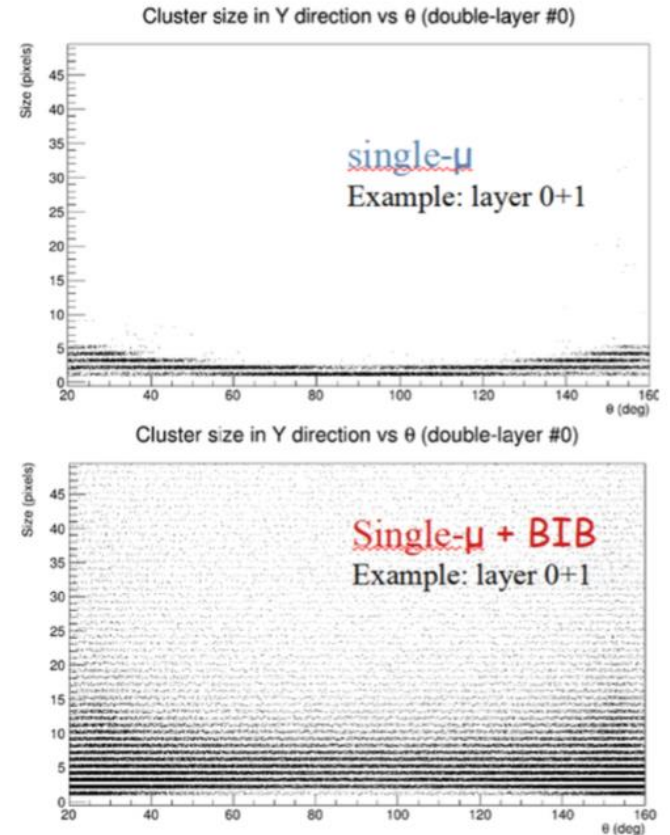 Cluster size in Y direction vs θ (double-layer #0)
Size (pixels)
45
40
35
30
25
20
15
10
5
0
single-μ
Example: layer 0+1
20 40 60 80 100 120 140 160
θ (deg)
Cluster size in Y direction vs θ (double-layer #0)
Size (pixels)
45
40
35
30
25
20
15
10
5
0
Single-μ + BIB
Example: layer 0+1
20 40 60 80 100 120 140 160
θ (deg)